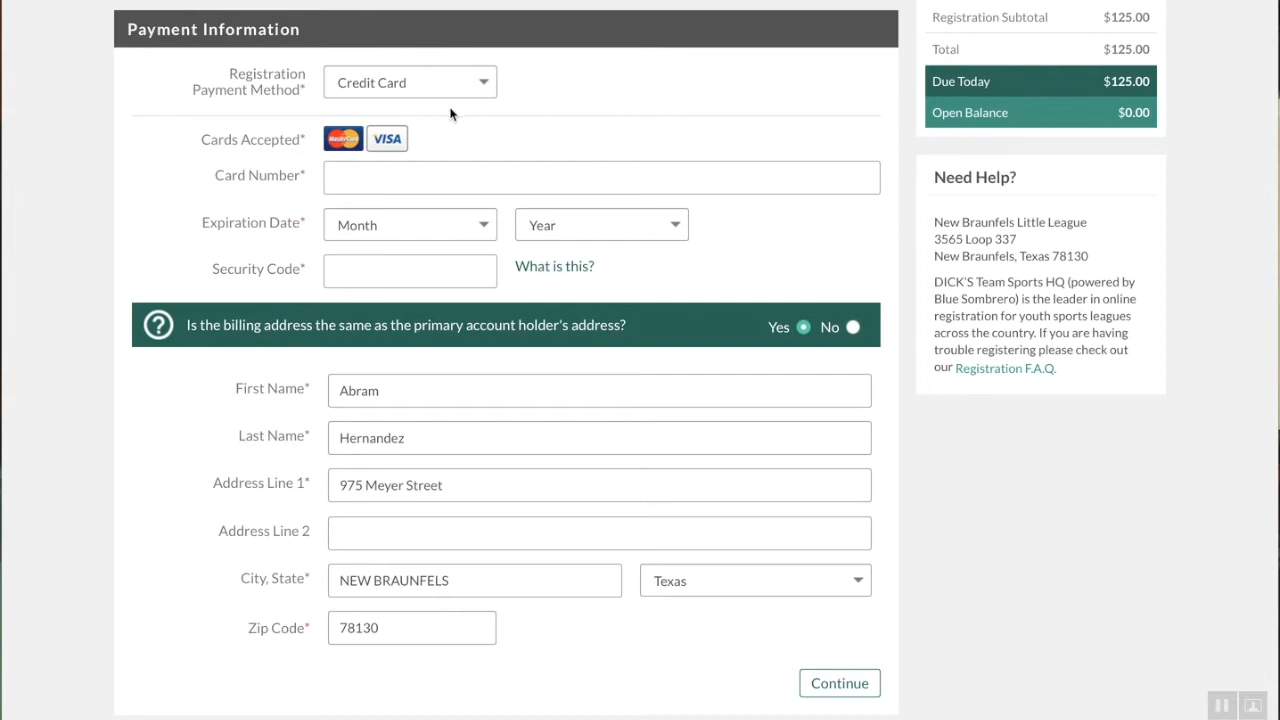 Payment Information
Registration
Payment Method*
Credit Card
Cards Accepted*
MasterCard
VISA
Card Number*
Expiration Date*
Month
Year
Security Code*
What is this?
Is the billing address the same as the primary account holder's address?
Yes
No
First Name*
Abram
Last Name*
Hernandez
Address Line 1*
975 Meyer Street
Address Line 2
City, State*
NEW BRAUNFELS
Texas
Zip Code*
78130
Continue
Registration Subtotal $125.00
Total $125.00
Due Today $125.00
Open Balance $0.00
Need Help?
New Braunfels Little League
3565 Loop 337
New Braunfels, Texas 78130
DICK'S Team Sports HQ (powered by
Blue Sombrero) is the leader in online
registration for youth sports leagues
across the country. If you are having
trouble registering please check out
our Registration F.A.Q.